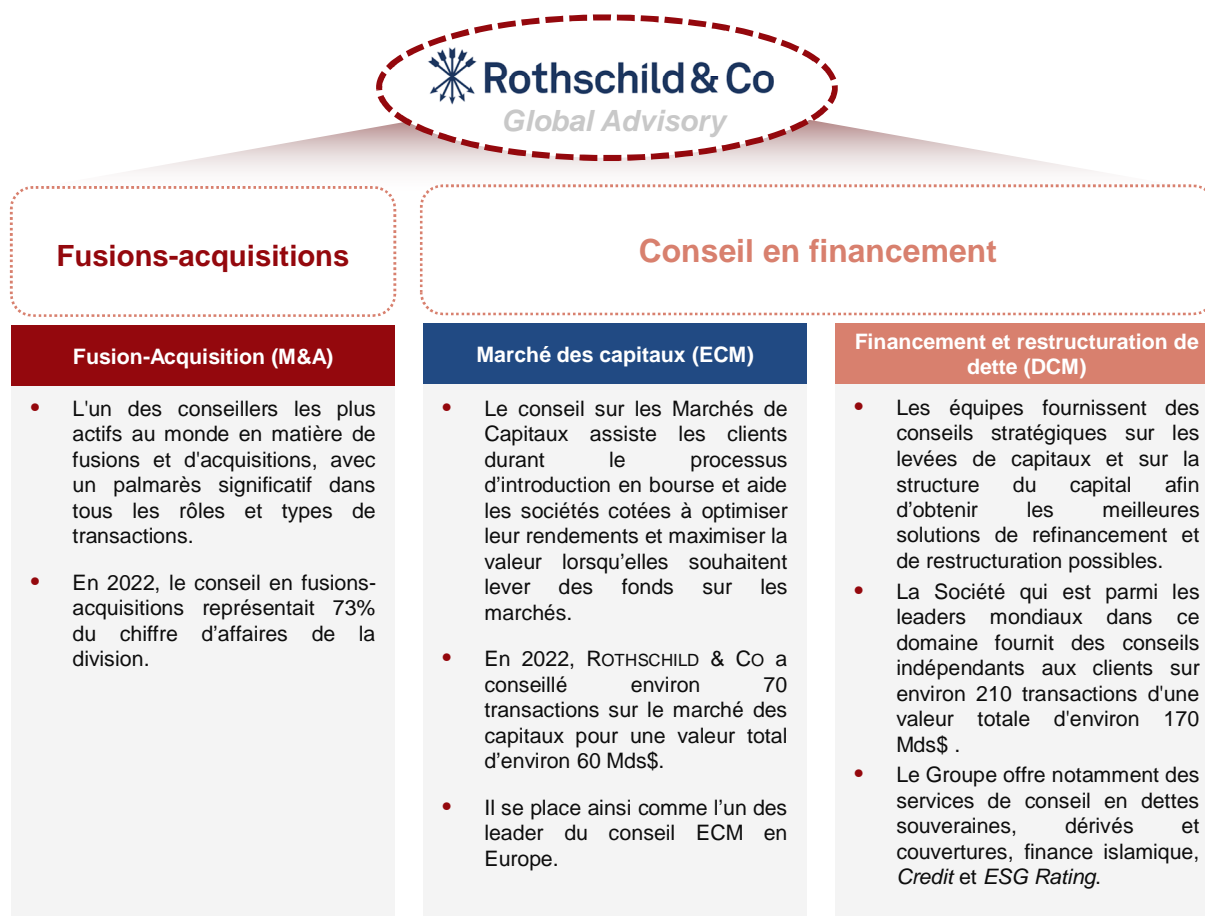 Rothschild & Co
Global Advisory
Fusions-acquisitions
Conseil en financement
Fusion-Acquisition (M&A)
• L'un des conseillers les plus
actifs au monde en matière de
fusions et d'acquisitions, avec
un palmarès significatif dans
tous les rôles et types de
transactions.
• En 2022, le conseil en fusions-
acquisitions représentait 73%
du chiffre d’affaires de la
division.
Marché des capitaux (ECM)
• Le conseil sur les Marchés de
Capitaux assiste les clients
durant le processus
d’introduction en bourse et aide
les sociétés cotées à optimiser
leur rendements et maximiser la
valeur lorsqu’elles souhaitent
lever des fonds sur les
marchés.
• En 2022, ROTHSCHILD & CO a
conseillé environ 70
transactions sur le marché des
capitaux pour une valeur total
d’environ 60 Mds$.
• Il se place ainsi comme l’un des
leader du conseil ECM en
Europe.
Financement et restructuration de
dette (DCM)
• Les équipes fournissent des
conseils stratégiques sur les
levées de capitaux et sur la
structure du capital afin
d’obtenir les meilleures
solutions de refinancement et
de restructuration possibles.
• La Société qui est parmi les
leaders mondiaux dans ce
domaine fournit des conseils
indépendants aux clients sur
environ 210 transactions d'une
valeur totale d'environ 170
Mds$ .
• Le Groupe offre notamment des
services de conseil en dettes
souveraines, dérivés et
couvertures, finance islamique,
Credit et ESG Rating.